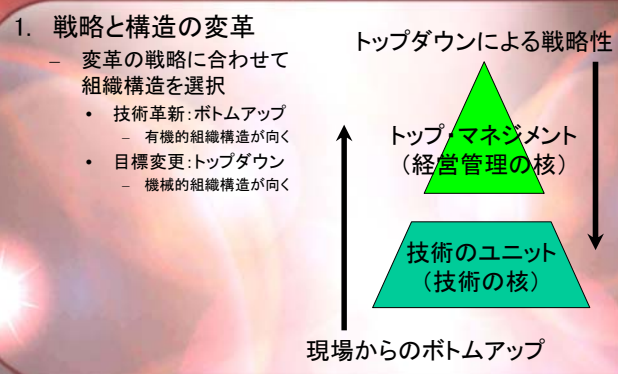 1. 戦略と構造の変革
– 変革の戦略に合わせて
組織構造を選択
• 技術革新:ボトムアップ
– 有機的組織構造が向く
• 目標変更:トップダウン
– 機械的組織構造が向く
トップダウンによる戦略性
トップ・マネジメント
（経営管理の核）
技術のユニット
（技術の核）
現場からのボトムアップ